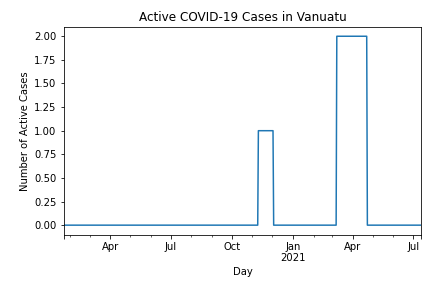 Active COVID-19 Cases in Vanuatu
Number of Active Cases
2.00
1.75
1.50
1.25
1.00
0.75
0.50
0.25
0.00
Apr Jul Oct Jan Apr Jul
2021
Day